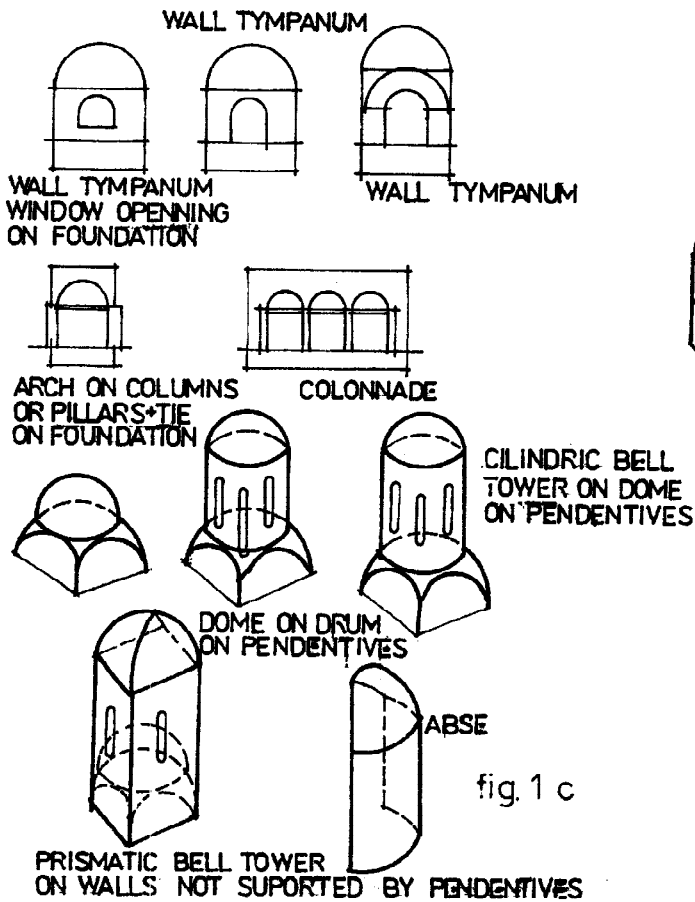 WALL TYMPANUM
WALL TYMPANUM
WINDOW OPENNING
ON FOUNDATION
WALL TYMPANUM
ARCH ON COLUMNS
OR PILLARS+TIE
ON FOUNDATION
COLONNADE
CILINDRIC BELL
TOWER ON DOME
ON PENDENTIVES
DOME ON DRUM
ON PENDENTIVES
ABSE
fig. 1 c
PRISMATIC BELL TOWER
ON WALLS NOT SUPORTED BY PENDENTIVES